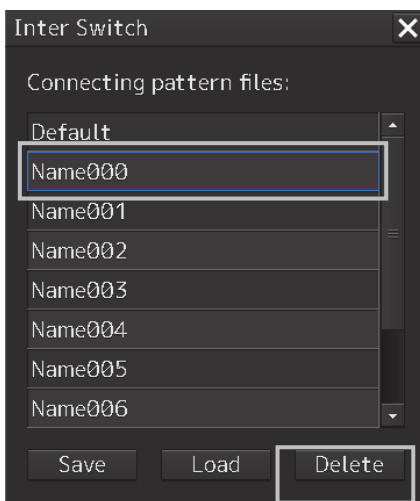 Inter Switch
Connecting pattern files:
Default
Name000
Name001
Name002
Name003
Name004
Name005
Name006
Save Load Delete